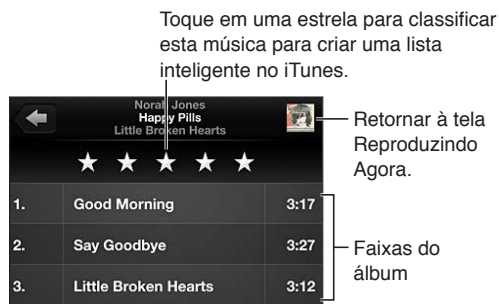 Toque em uma estrela para classificar
esta música para criar uma lista
inteligente no iTunes.
Norah Jones
Happy Pills
Little Broken Hearts
Retornar à tela
Reproduzindo
Agora.
1. Good Morning 3:17
2. Say Goodbye 3:27
3. Little Broken Hearts 3:12
Faixas do
álbum